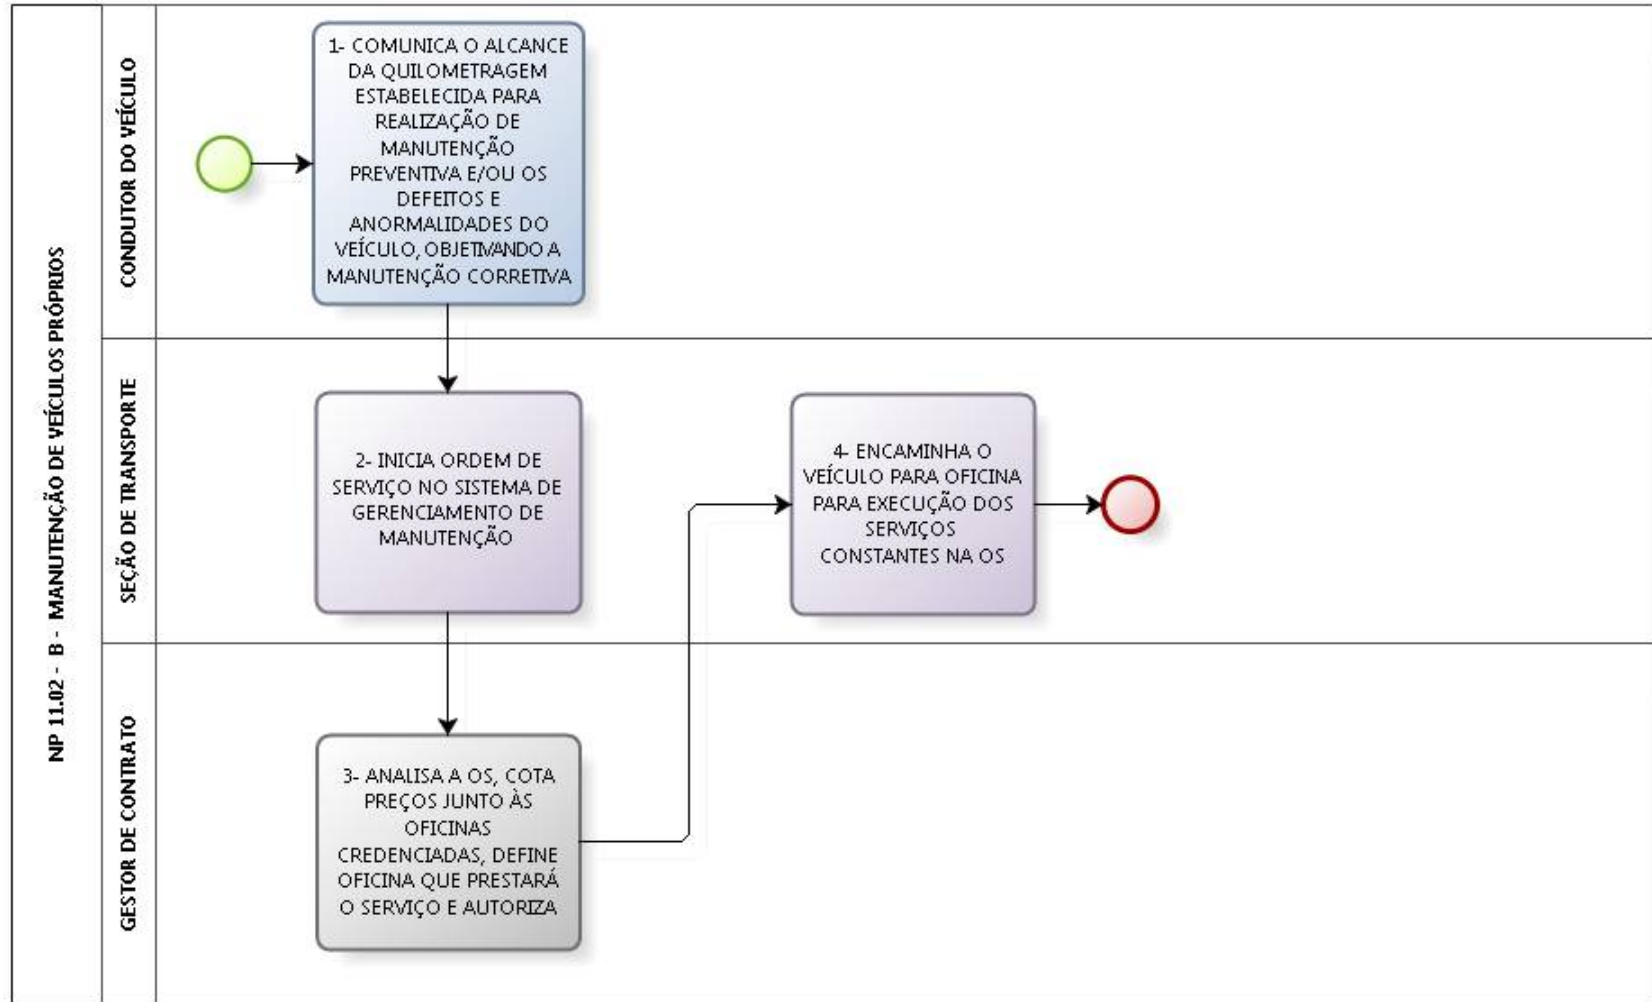 NP 11.02 - B - MANUTENÇÃO DE VEÍCULOS PRÓPRIOS
CONDUTOR DO VEÍCULO
1- COMUNICA O ALCANCE
DA QUILOMETRAGEM
ESTABELECIDA PARA
REALIZAÇÃO DE
MANUTENÇÃO
PREVENTIVA E/OU OS
DEFEITOS E
ANORMALIDADES DO
VEÍCULO, OBJETIVANDO A
MANUTENÇÃO CORRETIVA
SEÇÃO DE TRANSPORTE
2- INICIA ORDEM DE
SERVIÇO NO SISTEMA DE
GERENCIAMENTO DE
MANUTENÇÃO
4- ENCAMINHA O
VEÍCULO PARA OFICINA
PARA EXECUÇÃO DOS
SERVIÇOS
CONSTANTES NA OS
GESTOR DE CONTRATO
3- ANALISA A OS, COTA
PREÇOS JUNTO ÀS
OFICINAS
CREDENCIADAS, DEFINE
OFICINA QUE PRESTARÁ
O SERVIÇO E AUTORIZA